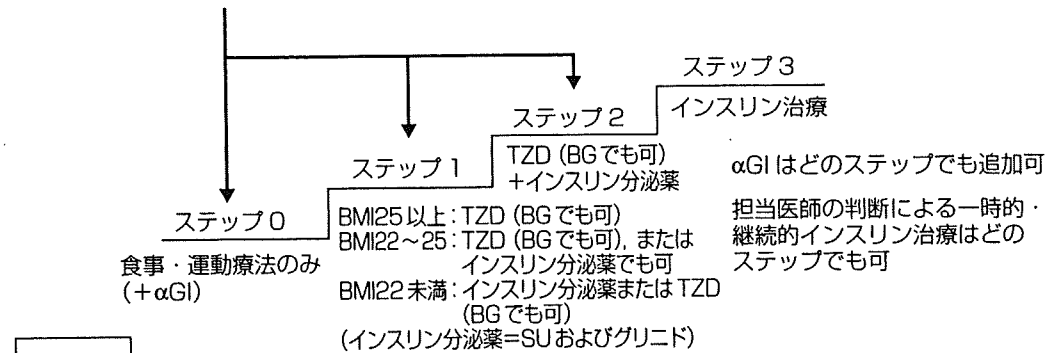 ステップ3
インスリン治療
ステップ2
TZD (BGでも可)
+インスリン分泌薬
αGIはどのステップでも追加可
担当医師の判断による一時的・
継続的インスリン治療はどの
ステップでも可
ステップ1
BMI25以上:TZD (BGでも可)
BMI22~25:TZD (BGでも可), または
インスリン分泌薬でも可
BMI22未満:インスリン分泌薬またはTZD
(BGでも可)
(インスリン分泌薬=SUおよびグリニド)
ステップ0
食事・運動療法のみ
(+αGI)